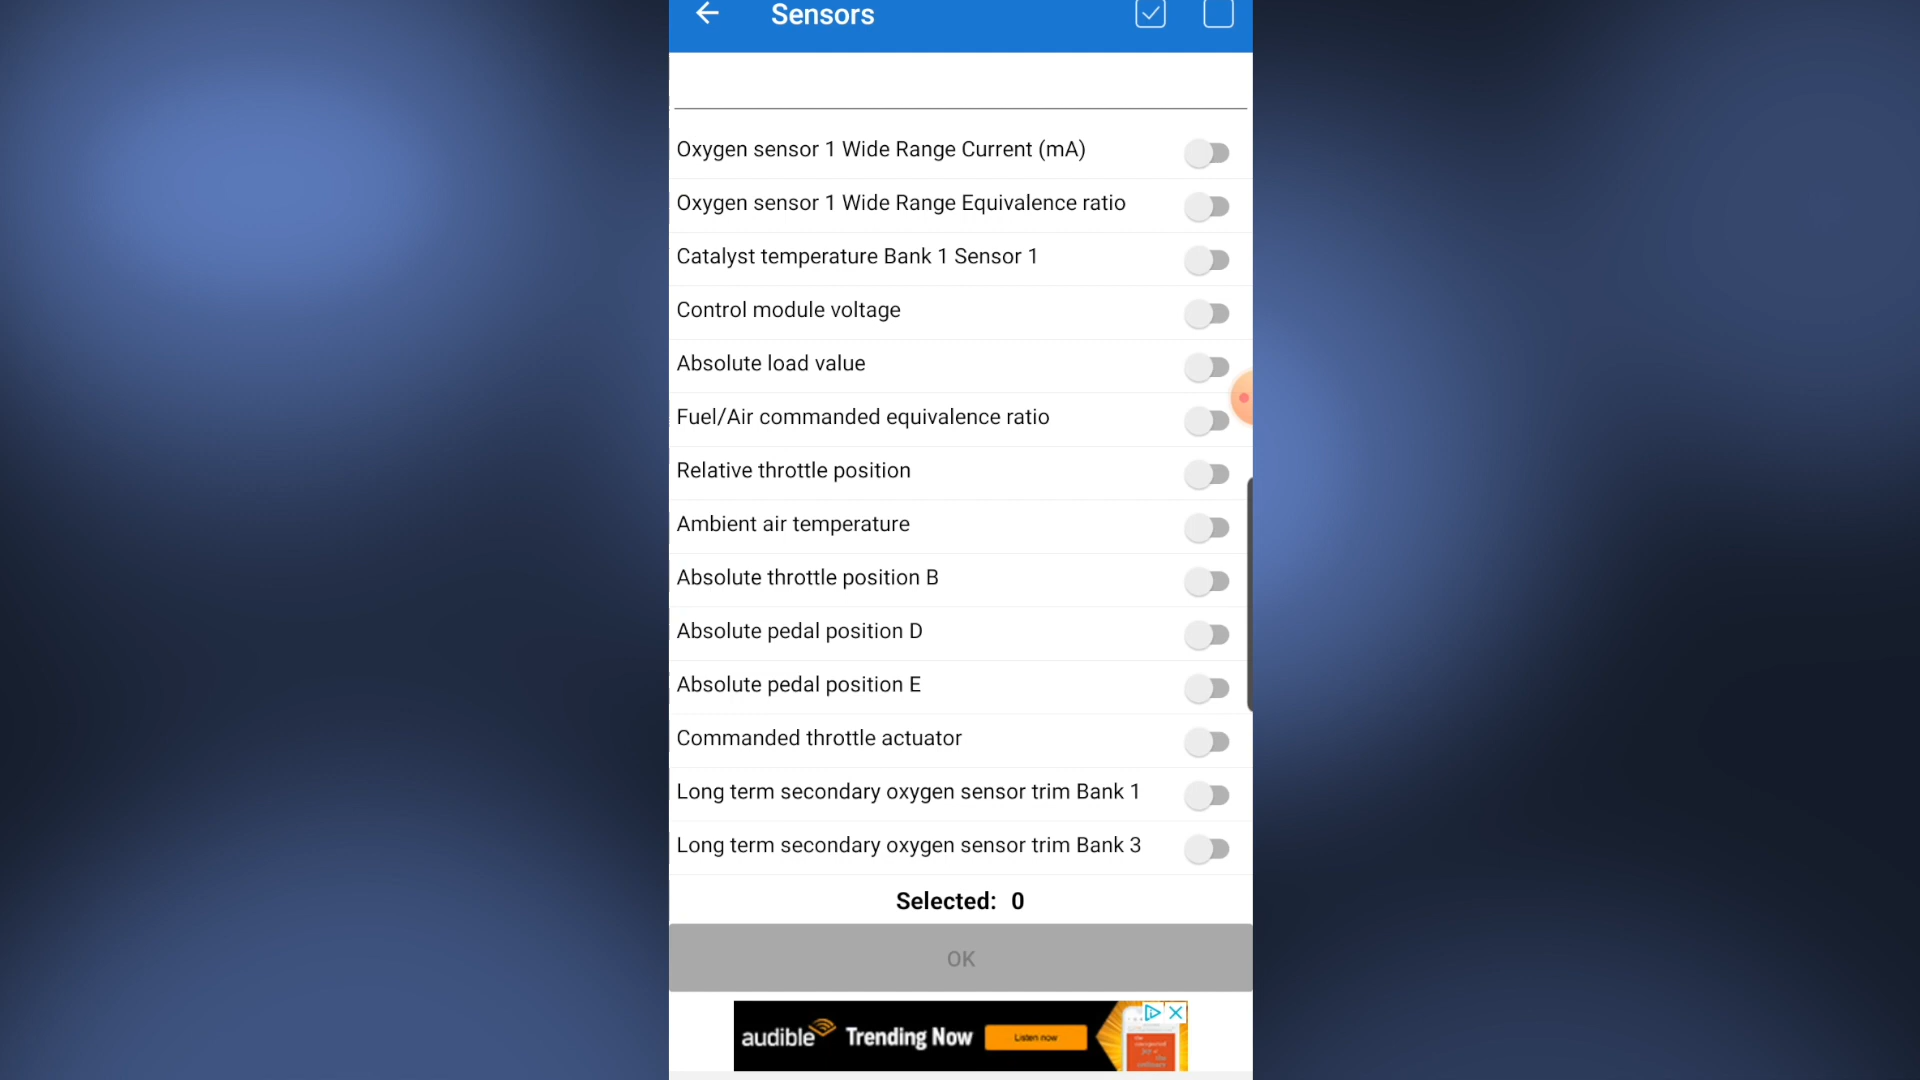 Sensors
Oxygen sensor 1 Wide Range Current (mA)
Oxygen sensor 1 Wide Range Equivalence ratio
Catalyst temperature Bank 1 Sensor 1
Control module voltage
Absolute load value
Fuel/Air commanded equivalence ratio
Relative throttle position
Ambient air temperature
Absolute throttle position B
Absolute pedal position D
Absolute pedal position E
Commanded throttle actuator
Long term secondary oxygen sensor trim Bank 1
Long term secondary oxygen sensor trim Bank 3
Selected: 0
OK
audible Trending Now Listen now